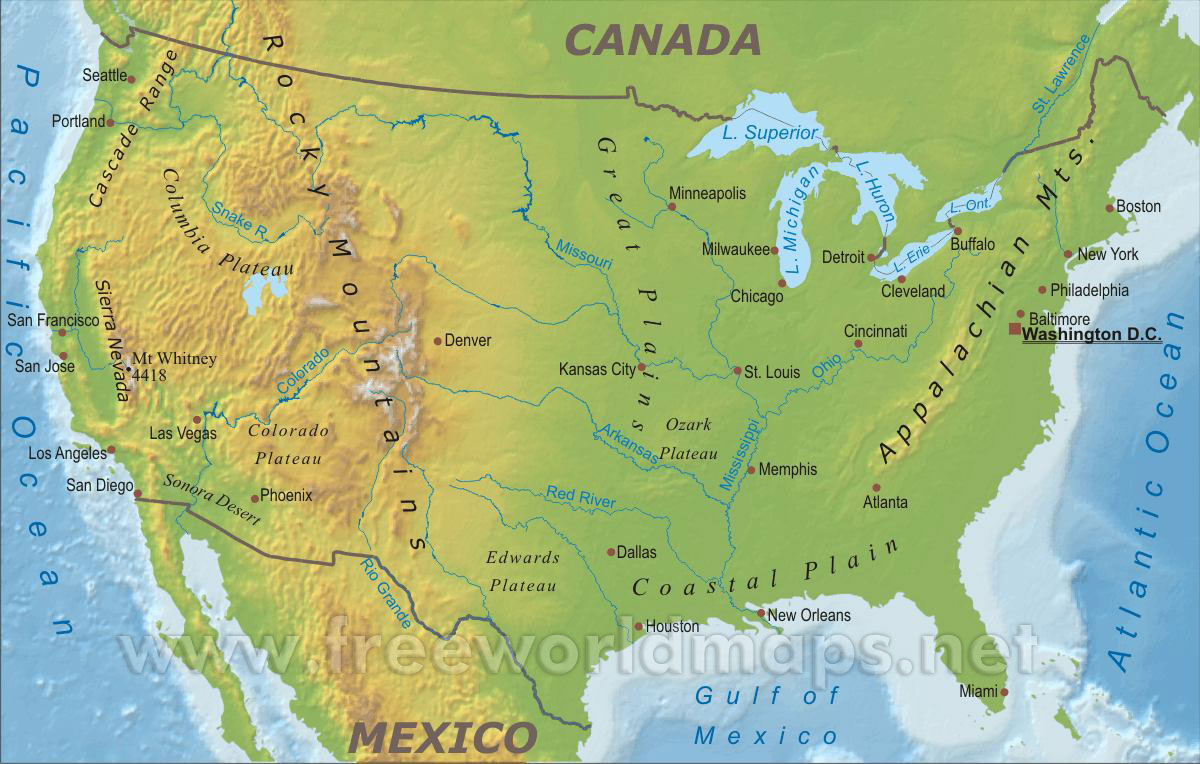 CANADA
Rocky Mountains
Pacific Ocean
Seattle
Cascade Range
Portland
St. Lawrence
L. Superior
Great Plains
Appalachian Mts.
Columbia Plateau
L. Michigan
L. Huron
Minneapolis
L. Ont.
Boston
Snake R.
Missouri
Milwaukee
Detroit
L. Erie
Buffalo
New York
Sierra Nevada
Chicago
Cleveland
Philadelphia
San Francisco
Baltimore
Washington D.C.
Denver
Cincinnati
San Jose
Mt Whitney
4418
Colorado
Kansas City
St. Louis
Ohio
Las Vegas
Colorado
Plateau
Arkansas
Ozark
Plateau
Mississippi
Los Angeles
San Diego
Sonora Desert
Phoenix
Red River
Memphis
Atlanta
Atlantic Ocean
Edwards
Plateau
Dallas
Coastal Plain
Rio Grande
New Orleans
Houston
www.freeworldmaps.net
Miami
Gulf of
Mexico
MEXICO